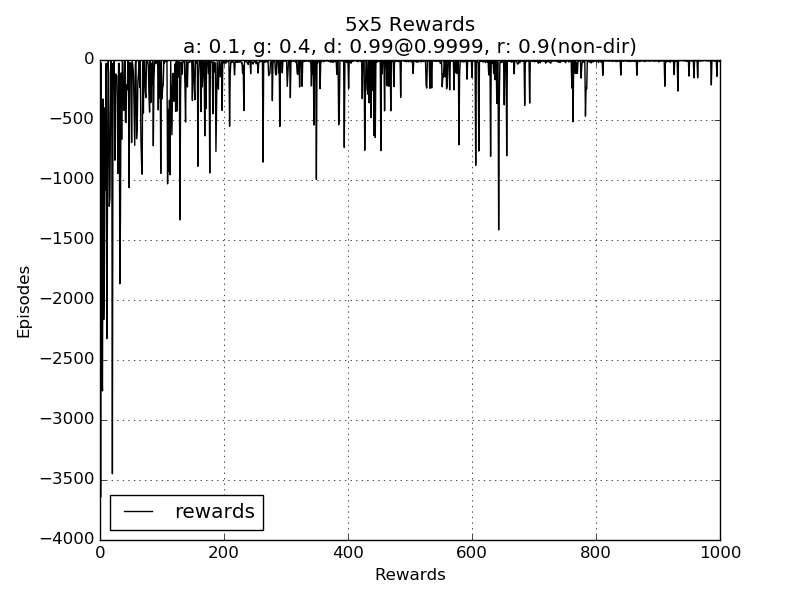 5x5 Rewards
a: 0.1, g: 0.4, d: 0.99@0.9999, r: 0.9(non-dir)
0
−500
−1000
−1500
−2000
−2500
−3000
−3500
−4000
Episodes
rewards
0 200 400 600 800 1000
Rewards